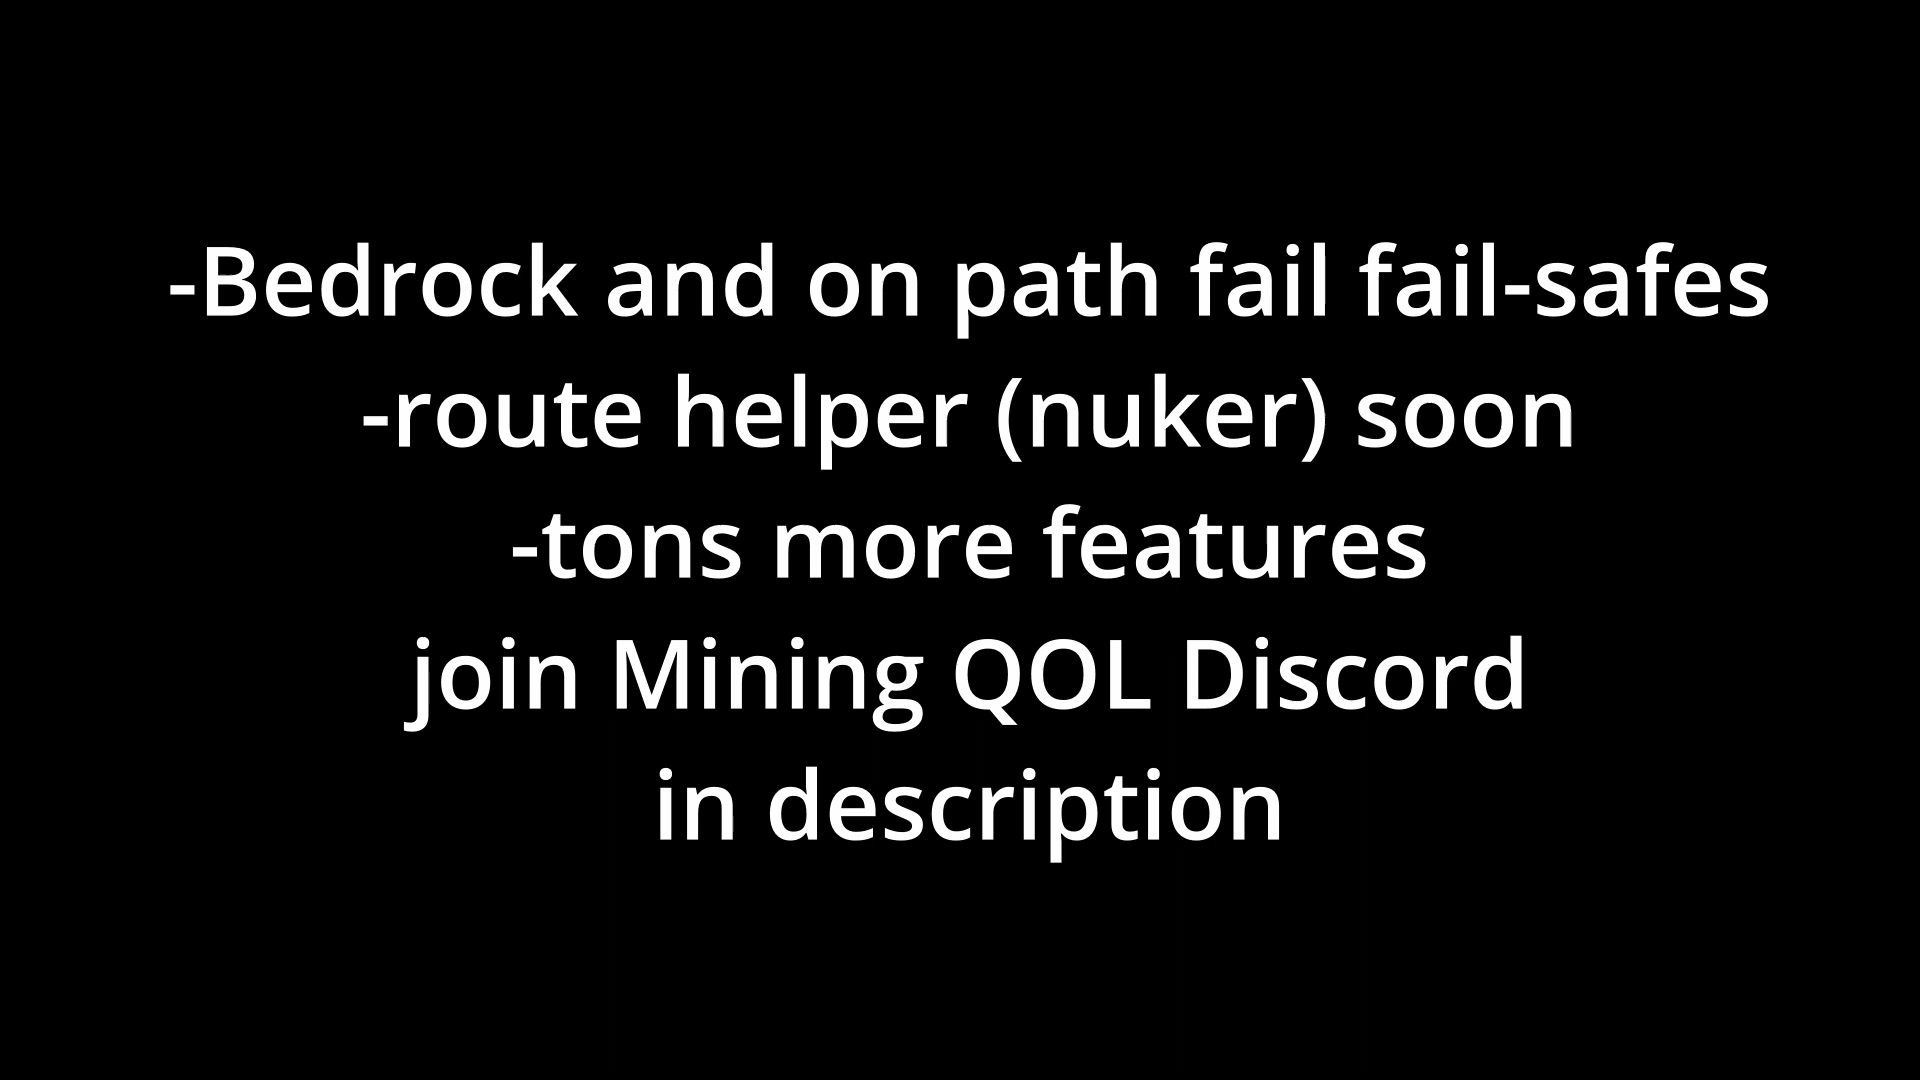 -Bedrock and on path fail fail-safes
-route helper (nuker) soon
-tons more features
join Mining QOL Discord
in description